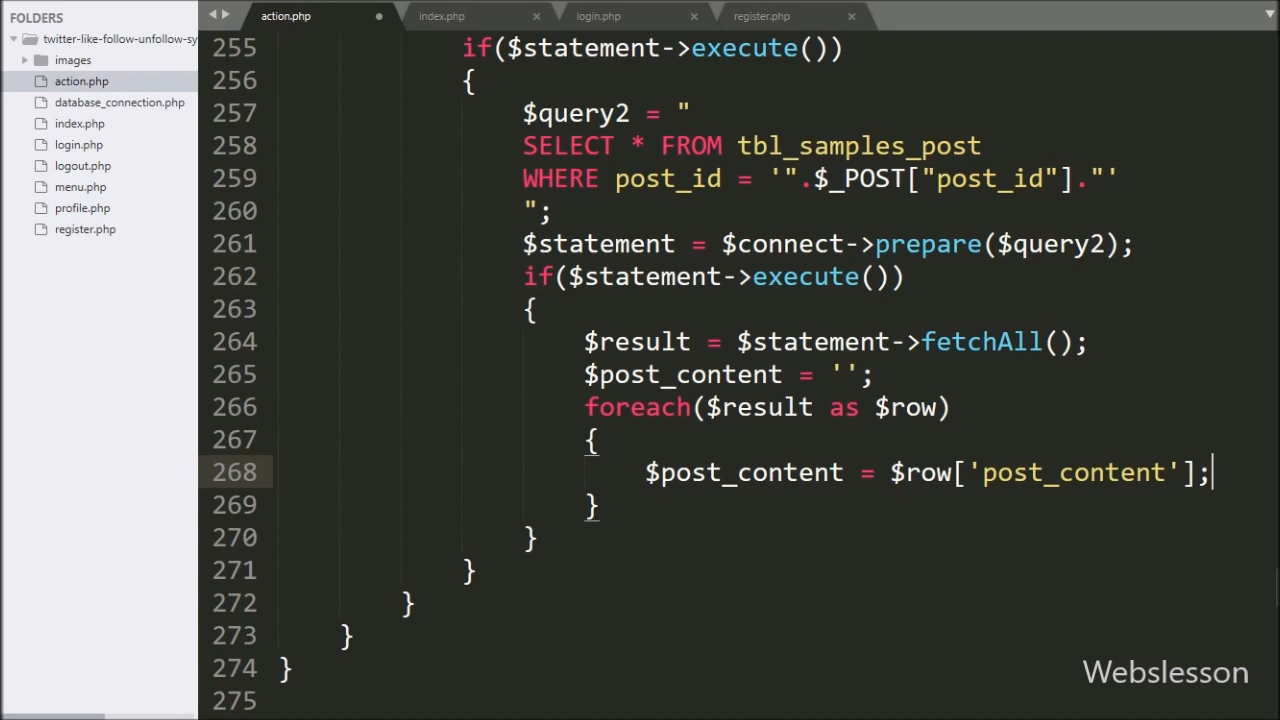 FOLDERS
twitter-like-follow-unfollow-sy
images
action.php
database_connection.php
index.php
login.php
logout.php
menu.php
profile.php
register.php
action.php index.php login.php register.php
255 if($statement->execute())
256 {
257 $query2 = "
258 SELECT * FROM tbl_samples_post
259 WHERE post_id = '".$_POST["post_id"]."'
260 ";
261 $statement = $connect->prepare($query2);
262 if($statement->execute())
263 {
264 $result = $statement->fetchAll();
265 $post_content = '';
266 foreach($result as $row)
267 {
268 $post_content = $row['post_content'];
269 }
270 }
271 }
272 }
273 }
274 }
275
Webslesson